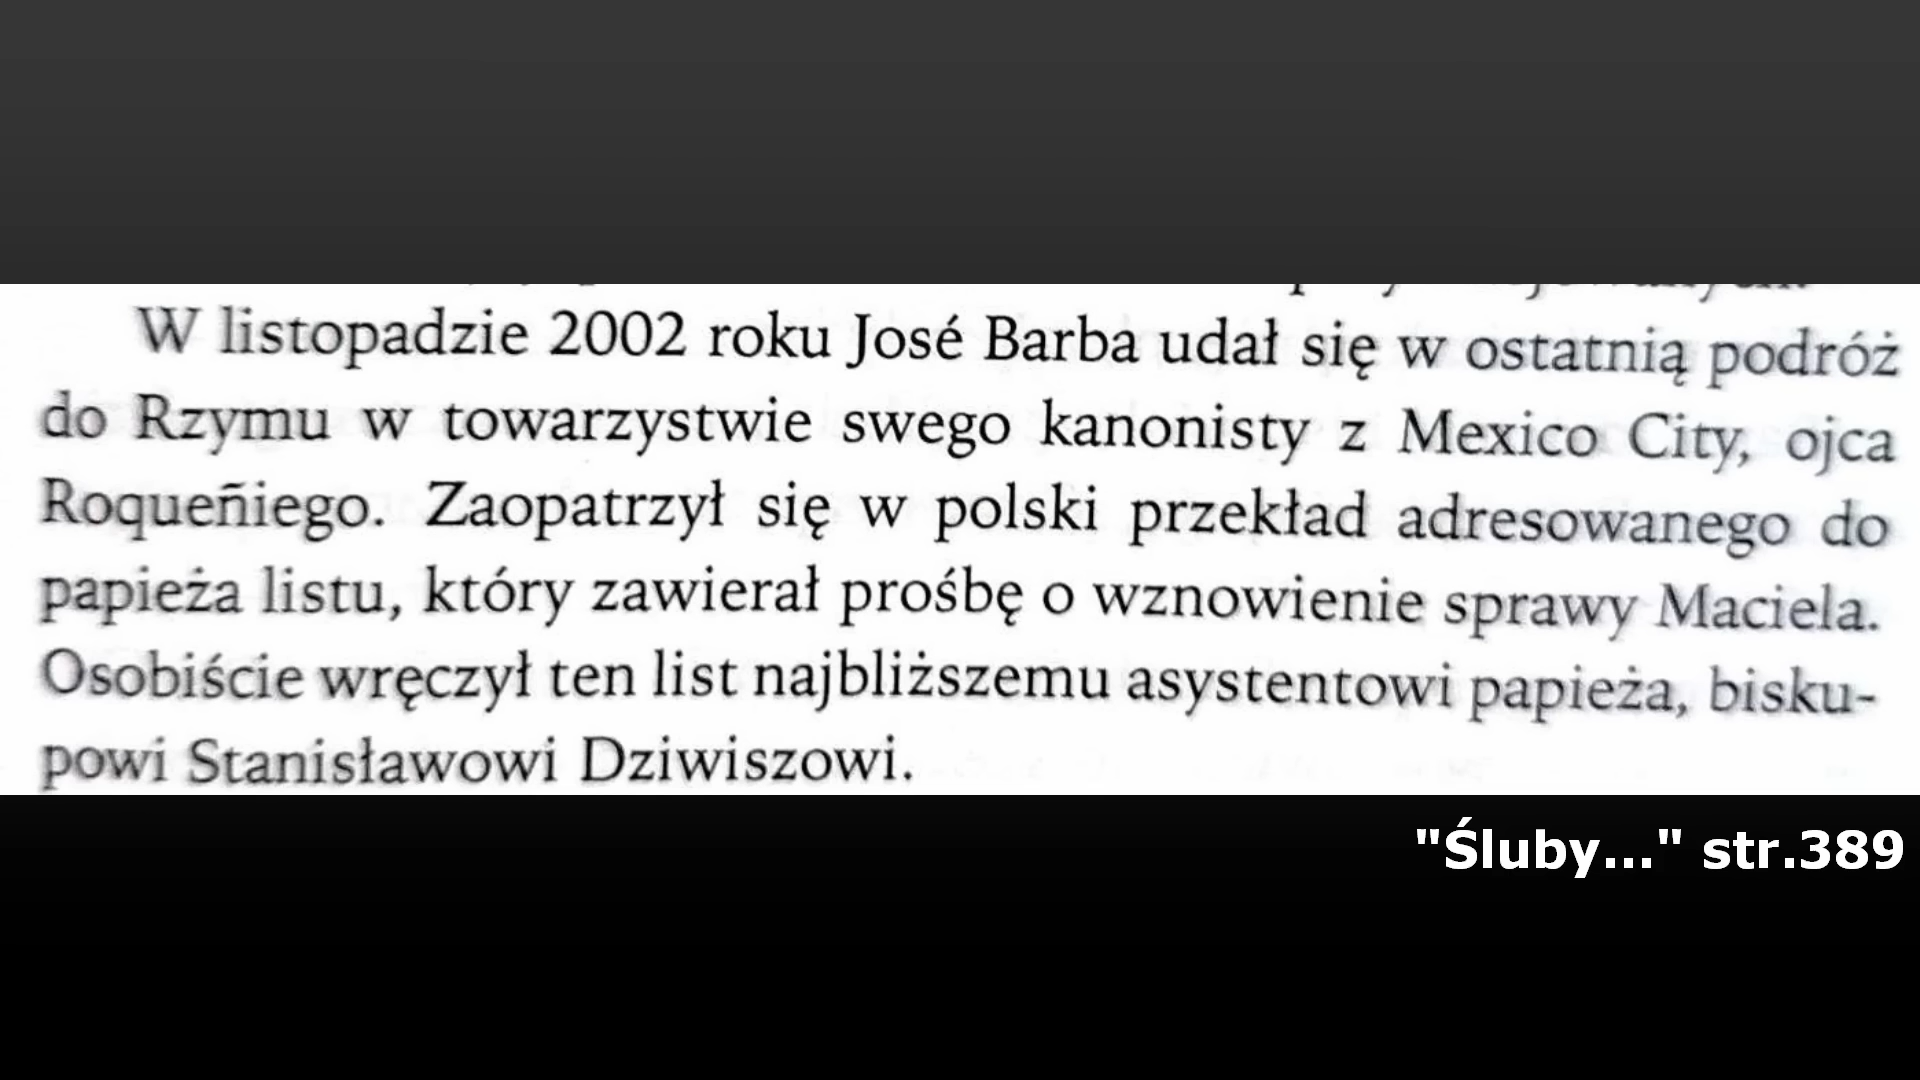 W listopadzie 2002 roku José Barba udał się w ostatnią podróż
do Rzymu w towarzystwie swego kanonisty z Mexico City, ojca
Roqueñiego. Zaopatrzył się w polski przekład adresowanego do
papieża listu, który zawierał prośbę o wznowienie sprawy Maciela.
Osobiście wręczył ten list najbliższemu asystentowi papieża, bisku-
powi Stanisławowi Dziwiszowi.
"Śluby..." str.389